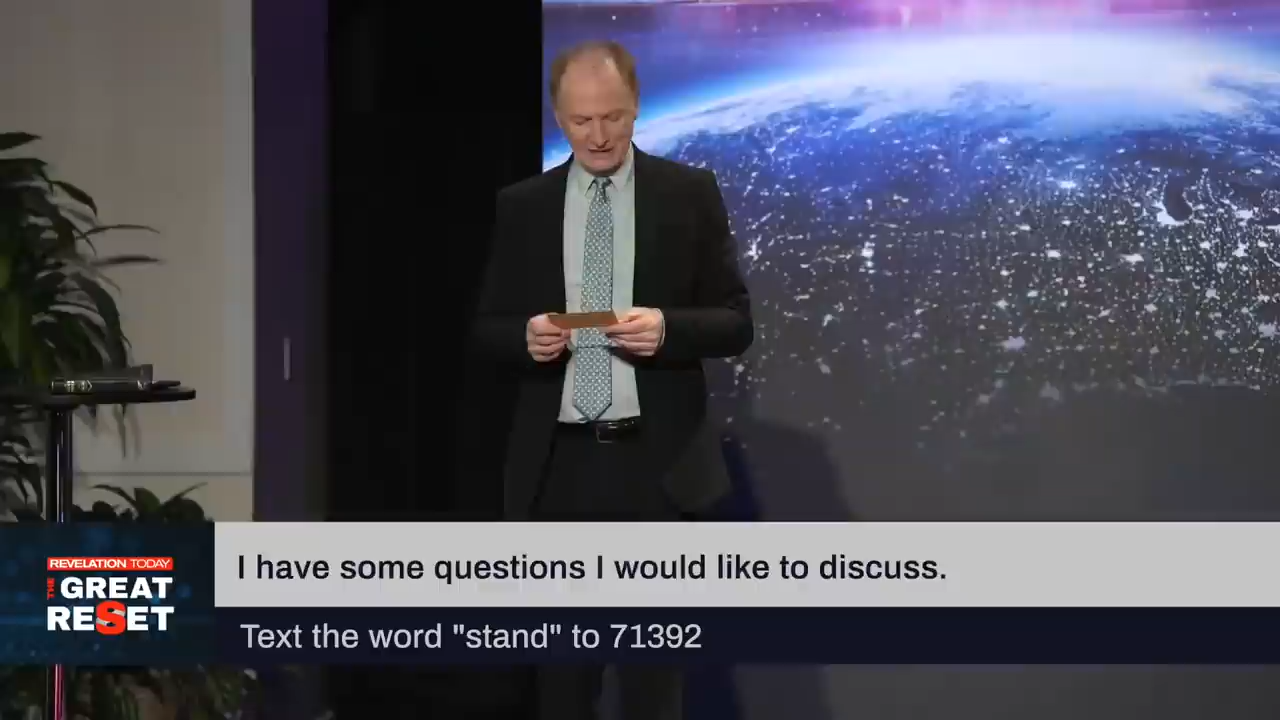 I have some questions I would like to discuss.
REVELATION TODAY
THE GREAT
RESET
Text the word "stand" to 71392